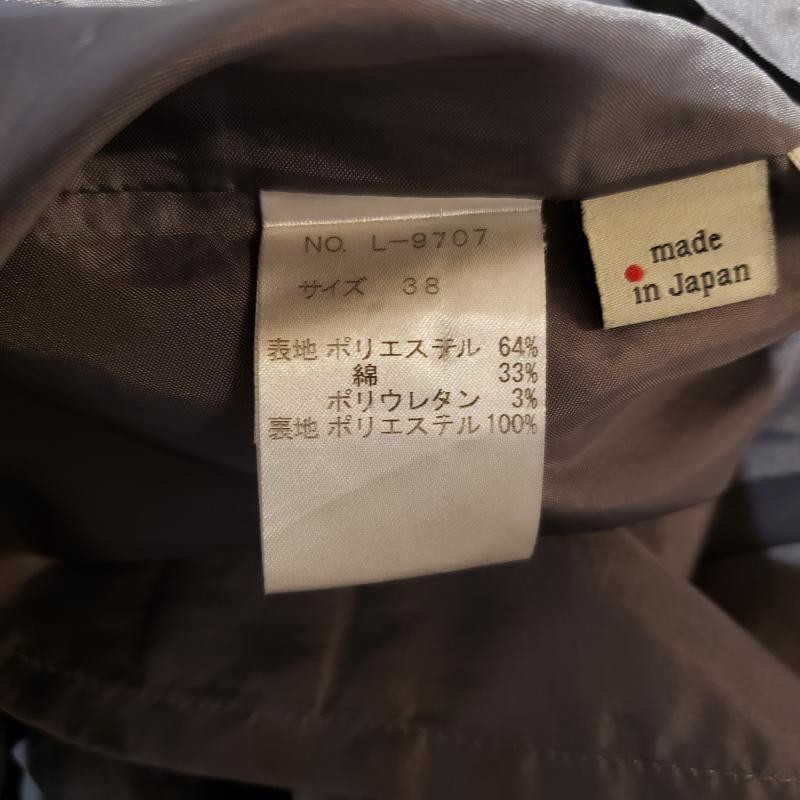 NO. L-9707
サイズ 38
表地 ポリエステル 64%
綿 33%
ポリウレタン 3%
裏地 ポリエステル 100%
made
in Japan